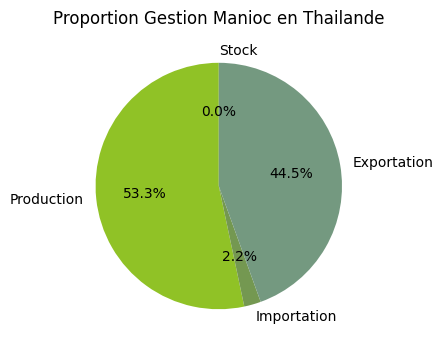 Proportion Gestion Manioc en Thailande
Stock
0.0%
Exportation
44.5%
Production
53.3%
2.2%
Importation